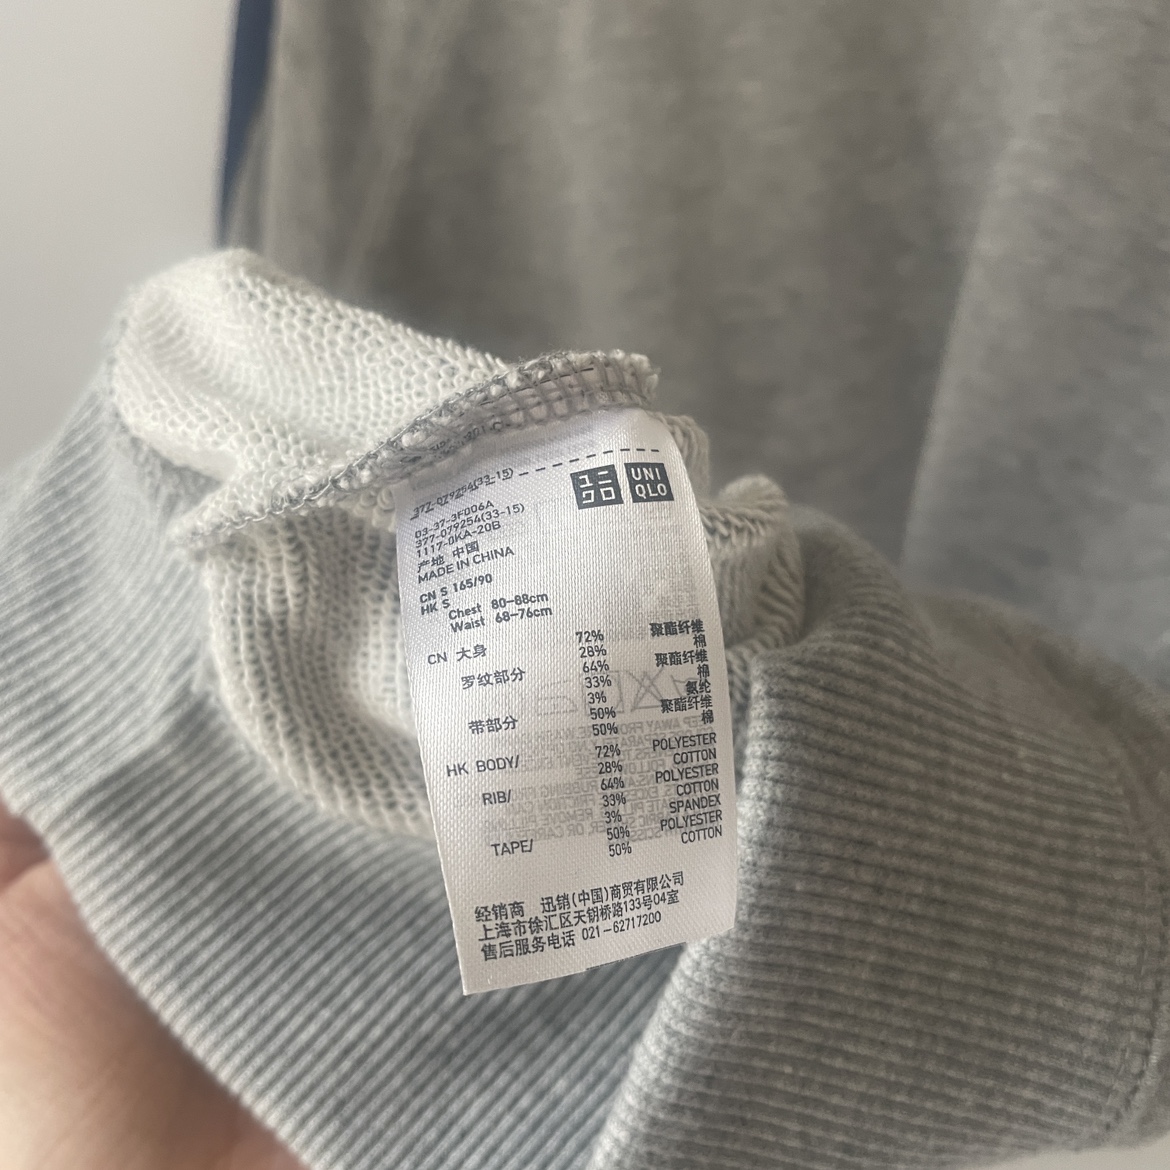 ユニ
クロ
UNI
QLO
377-079254(33-15)
03-37-3F006A
377-079254(33-15)
1117-0KA-20B
产地 中国
MADE IN CHINA
CN S 165/90
HK S
Chest 80-88cm
Waist 68-76cm
CN 大身 72% 聚酯纤维
28% 棉
罗纹部分 64% 聚酯纤维
33% 棉
3% 氨纶
带部分 50% 聚酯纤维
50% 棉
HK BODY/ 72% POLYESTER
28% COTTON
RIB/ 64% POLYESTER
33% COTTON
3% SPANDEX
TAPE/ 50% POLYESTER
50% COTTON
经销商 迅销(中国)商贸有限公司
上海市徐汇区天钥桥路133号04室
售后服务电话 021-62717200